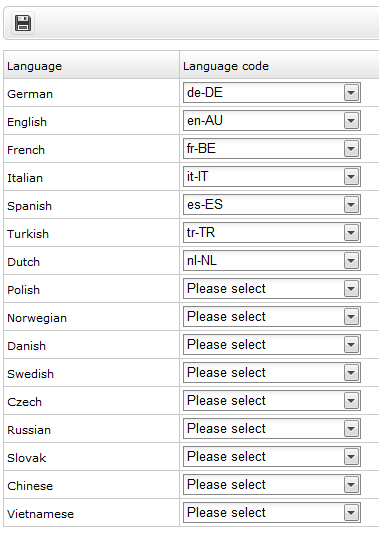 Language Language code
German de-DE
English en-AU
French fr-BE
Italian it-IT
Spanish es-ES
Turkish tr-TR
Dutch nl-NL
Polish Please select
Norwegian Please select
Danish Please select
Swedish Please select
Czech Please select
Russian Please select
Slovak Please select
Chinese Please select
Vietnamese Please select